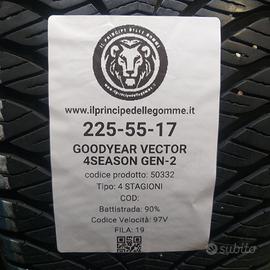 IL PRINCIPE DELLE GOMME
www.ilprincipedellegomme.it
225-55-17
GOODYEAR VECTOR
4SEASON GEN-2
codice prodotto: 50332
Tipo: 4 STAGIONI
COD:
Battistrada: 90%
Codice Velocità: 97V
FILA: 19
subito